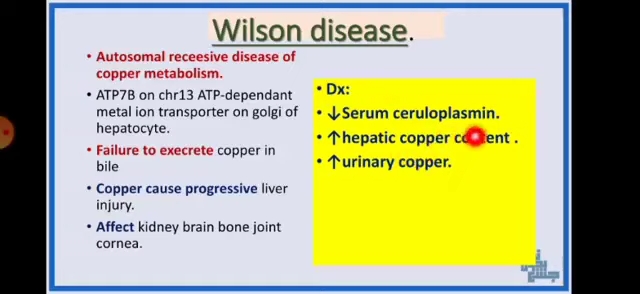 Wilson disease.
• Autosomal receesive disease of
copper metabolism.
• ATP7B on chr13 ATP-dependant
metal ion transporter on golgi of
hepatocyte.
• Failure to execrete copper in
bile
• Copper cause progressive liver
injury.
• Affect kidney brain bone joint
cornea.
• Dx:
• ↓Serum ceruloplasmin.
• ↑hepatic copper content .
• ↑urinary copper.